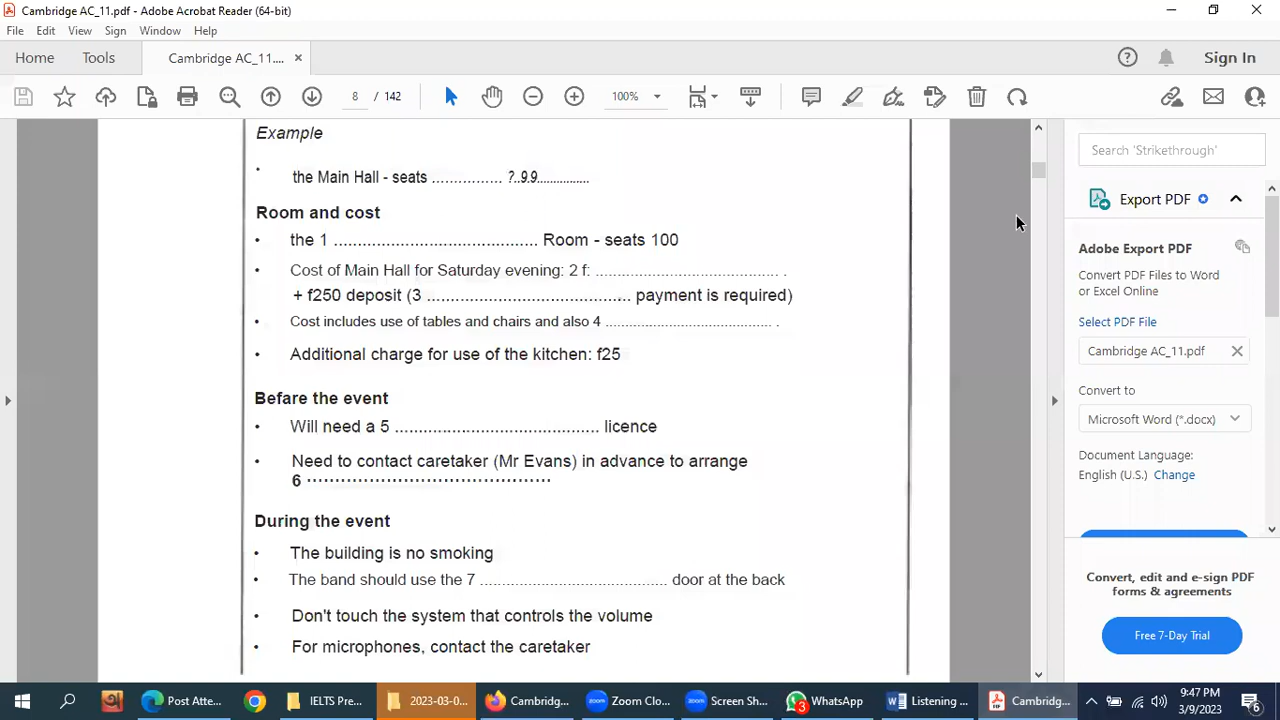 Cambridge AC_11.pdf - Adobe Acrobat Reader (64-bit)
File Edit View Sign Window Help
Home Tools Cambridge AC_11.... × Sign In
8 / 142 100%
Example
• the Main Hall - seats ............... ?..9.9...............
Room and cost
• the 1 ........................................... Room - seats 100
• Cost of Main Hall for Saturday evening: 2 f: ........................................ .
+ f250 deposit (3 ........................................... payment is required)
• Cost includes use of tables and chairs and also 4 ........................................ .
• Additional charge for use of the kitchen: f25
Befare the event
• Will need a 5 ........................................... licence
• Need to contact caretaker (Mr Evans) in advance to arrange
6 ...........................................
During the event
• The building is no smoking
• The band should use the 7 ........................................ door at the back
• Don't touch the system that controls the volume
• For microphones, contact the caretaker
Search 'Strikethrough'
Export PDF
Adobe Export PDF
Convert PDF Files to Word
or Excel Online
Select PDF File
Cambridge AC_11.pdf ×
Convert to
Microsoft Word (*.docx)
Document Language:
English (U.S.) Change
Convert, edit and e-sign PDF
forms & agreements
Free 7-Day Trial
Post Atte... IELTS Pre... 2023-03-0... Cambridg... Zoom Clo... Screen Sh... 3 WhatsApp Listening ... Cambridg... 9:47 PM
3/9/2023